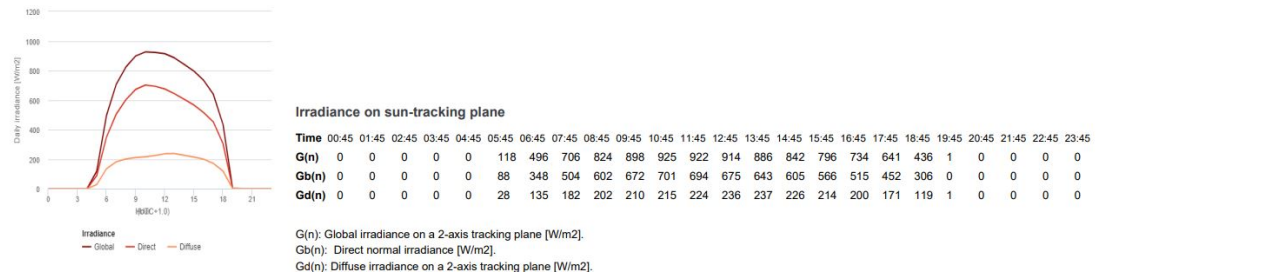 1200
1000
800
600
400
200
0
Daily irradiance [W/m2]
0 3 6 9 12 15 18 21
Irradiance
Global Direct Diffuse
Irradiance on sun-tracking plane
Time 00:45 01:45 02:45 03:45 04:45 05:45 06:45 07:45 08:45 09:45 10:45 11:45 12:45 13:45 14:45 15:45 16:45 17:45 18:45 19:45 20:45 21:45 22:45 23:45
G(n) 0 0 0 0 0 118 496 706 824 898 925 922 914 886 842 796 734 641 436 1 0 0 0 0
Gb(n) 0 0 0 0 0 88 348 504 602 672 701 694 675 643 605 566 515 452 306 0 0 0 0 0
Gd(n) 0 0 0 0 0 28 135 182 202 210 215 224 236 237 226 214 200 171 119 1 0 0 0 0
G(n): Global irradiance on a 2-axis tracking plane [W/m2].
Gb(n): Direct normal irradiance [W/m2].
Gd(n): Diffuse irradiance on a 2-axis tracking plane [W/m2].